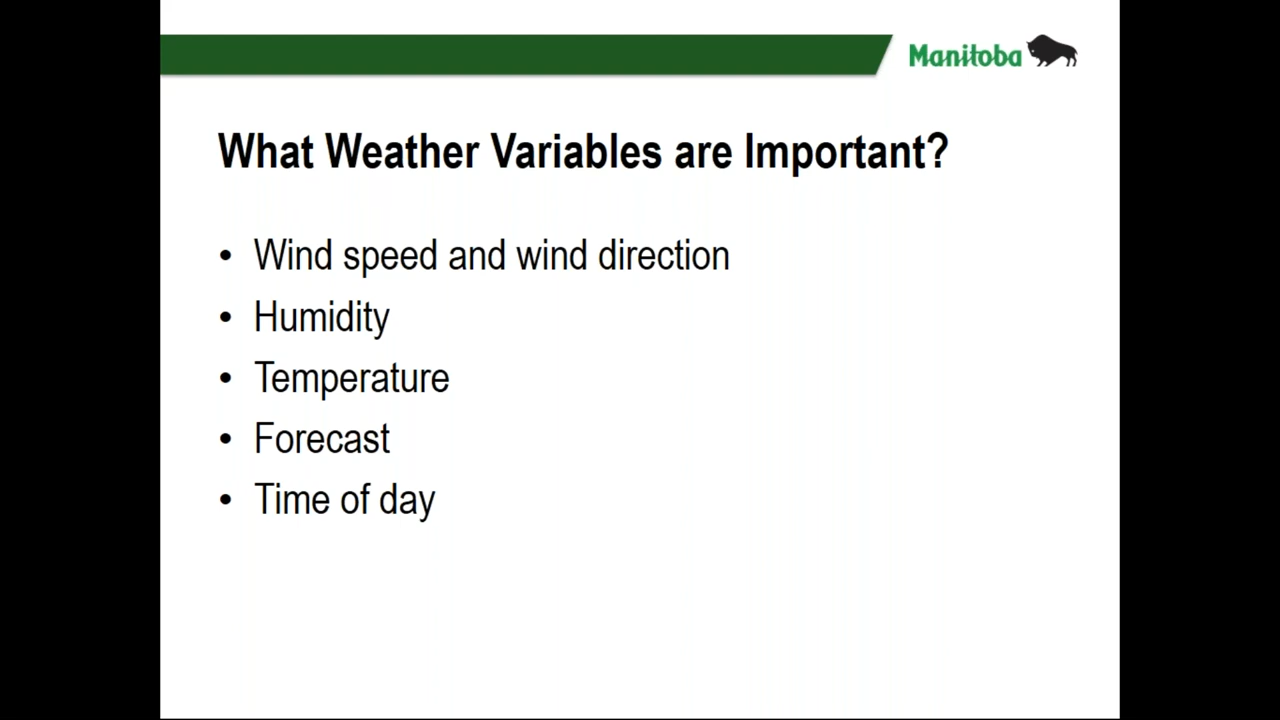 Manitoba
What Weather Variables are Important?
• Wind speed and wind direction
• Humidity
• Temperature
• Forecast
• Time of day